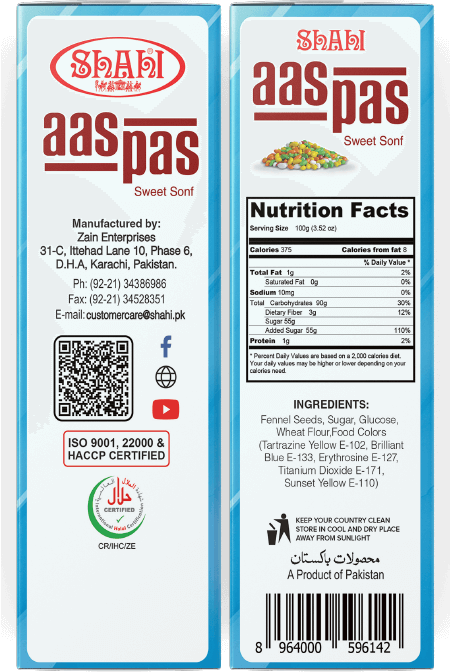 SHAHI
aas
pas
Sweet Sonf
Manufactured by:
Zain Enterprises
31-C, Ittehad Lane 10, Phase 6,
D.H.A, Karachi, Pakistan.
Ph: (92-21) 34386986
Fax: (92-21) 34528351
E-mail: customercare@shahi.pk
ISO 9001, 22000 &
HACCP CERTIFIED
حلال
CERTIFIED
CR/IHC/ZE
SHAHI
aas
pas
Sweet Sonf
Nutrition Facts
Serving Size 100g (3.52 oz)
Calories 375 Calories from fat 8
% Daily Value *
Total Fat 1g 2%
Saturated Fat 0g 0%
Sodium 10mg 0%
Total Carbohydrates 90g 30%
Dietary Fiber 3g 12%
Sugar 55g
Added Sugar 55g 110%
Protein 1g 2%
* Percent Daily Values are based on a 2,000 calories diet.
Your daily values may be higher or lower depending on your
calories need.
INGREDIENTS:
Fennel Seeds, Sugar, Glucose,
Wheat Flour,Food Colors
(Tartrazine Yellow E-102, Brilliant
Blue E-133, Erythrosine E-127,
Titanium Dioxide E-171,
Sunset Yellow E-110)
KEEP YOUR COUNTRY CLEAN
STORE IN COOL AND DRY PLACE
AWAY FROM SUNLIGHT
محصولات پاکستان
A Product of Pakistan
8 964000 596142